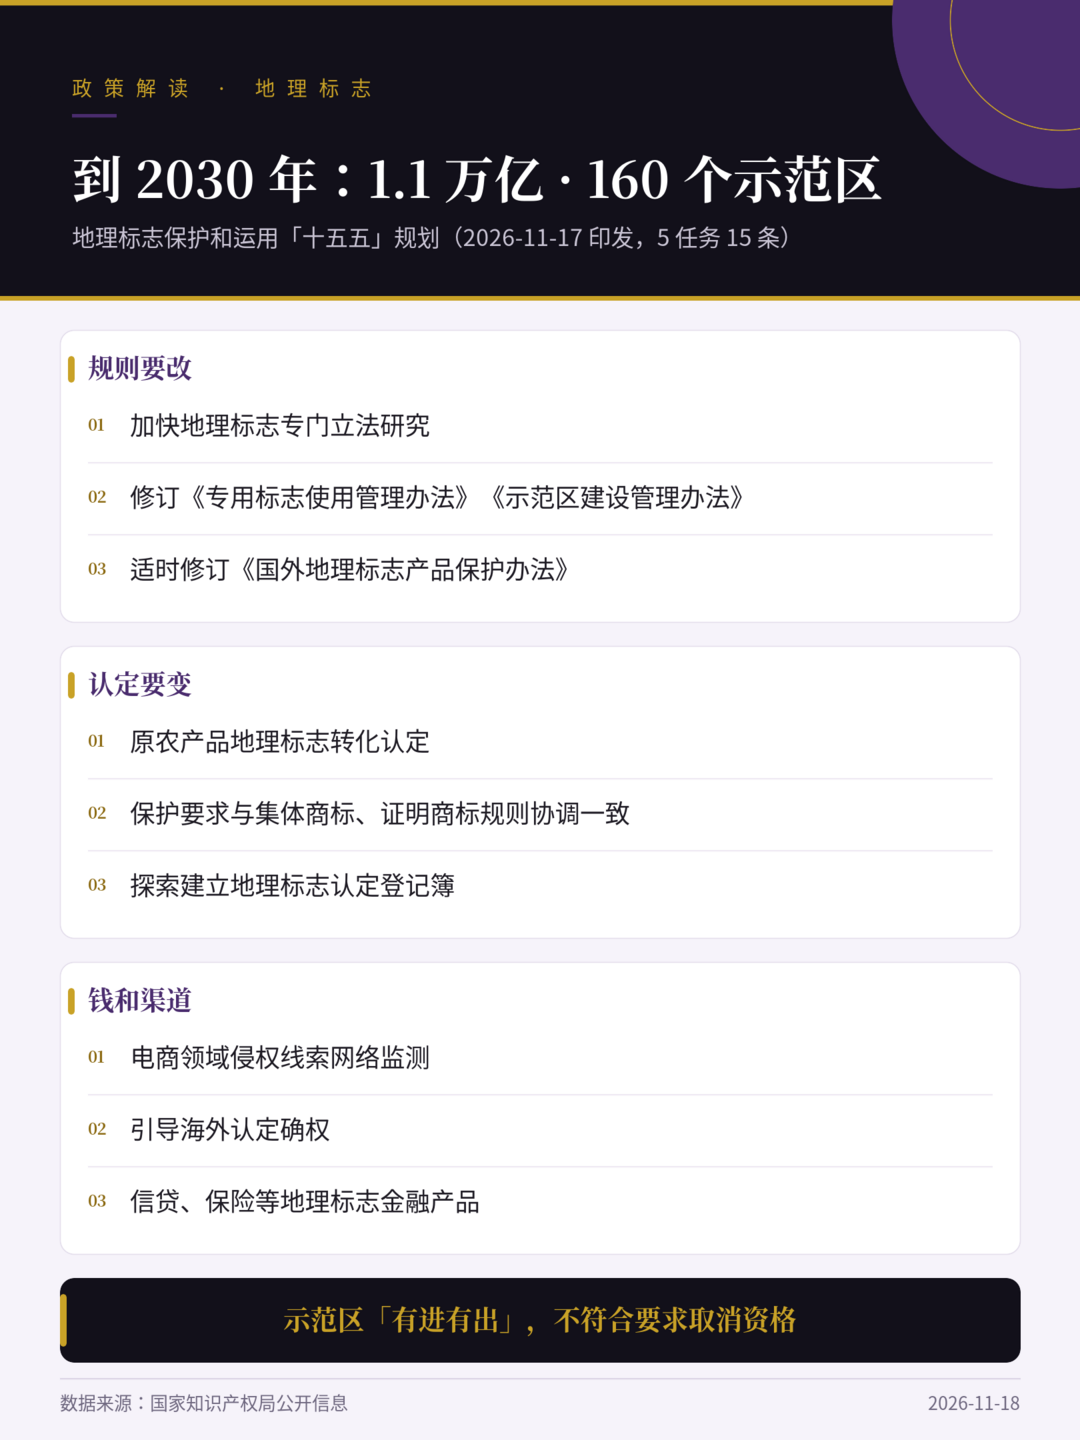 政策解读 · 地理标志
到 2030 年：1.1 万亿 · 160 个示范区
地理标志保护和运用「十五五」规划（2026-11-17 印发，5 任务 15 条）
规则要改
01 加快地理标志专门立法研究
02 修订《专用标志使用管理办法》《示范区建设管理办法》
03 适时修订《国外地理标志产品保护办法》
认定要变
01 原农产品地理标志转化认定
02 保护要求与集体商标、证明商标规则协调一致
03 探索建立地理标志认定登记簿
钱和渠道
01 电商领域侵权线索网络监测
02 引导海外认定确权
03 信贷、保险等地理标志金融产品
示范区「有进有出」，不符合要求取消资格
数据来源：国家知识产权局公开信息
2026-11-18